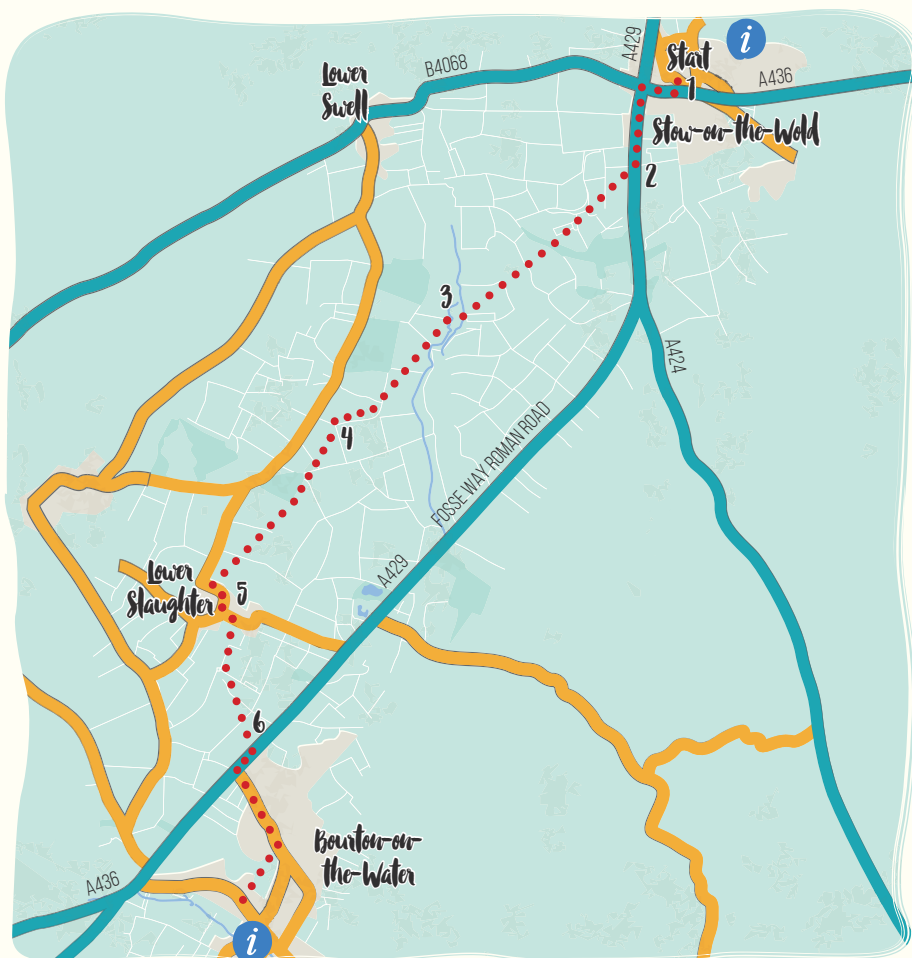 A429
i
Start
A436
1
B4068
Lower
Swell
Stow-on-the-Wold
2
3
A424
4
FOSSE WAY ROMAN ROAD
A429
Lower
Slaughter
5
6
Bourton-on-
the-Water
A436
i